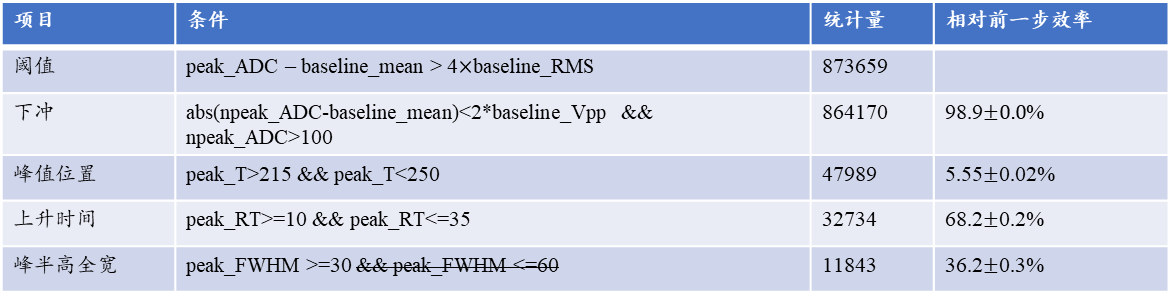 项目 条件 统计量 相对前一步效率
阈值 peak_ADC – baseline_mean > 4×baseline_RMS 873659
下冲 abs(npeak_ADC-baseline_mean)<2*baseline_Vpp && 864170 98.9±0.0%
npeak_ADC>100
峰值位置 peak_T>215 && peak_T<250 47989 5.55±0.02%
上升时间 peak_RT>=10 && peak_RT<=35 32734 68.2±0.2%
峰半高全宽 peak_FWHM >=30 && peak_FWHM <=60 11843 36.2±0.3%